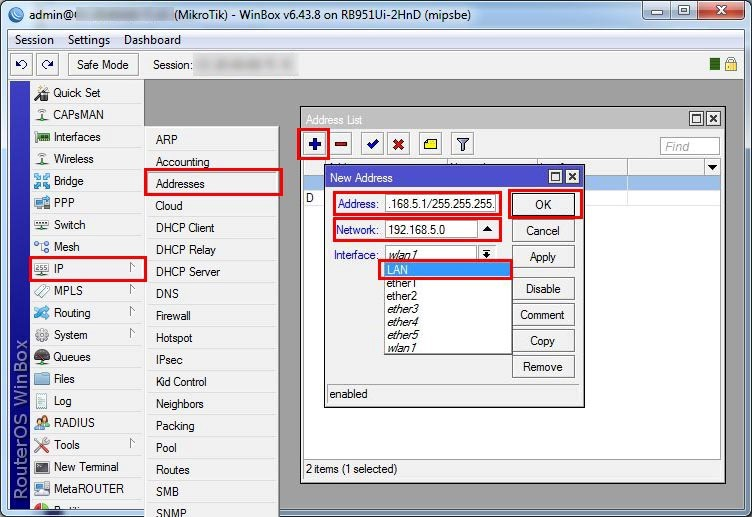 admin@ (MikroTik) - WinBox v6.43.8 on RB951Ui-2HnD (mipsbe)
Session Settings Dashboard
Safe Mode Session:
Quick Set
CAPsMAN
Interfaces
Wireless
Bridge
PPP
Switch
Mesh
IP
MPLS
Routing
System
Queues
Files
Log
RADIUS
Tools
New Terminal
MetaROUTER
RouterOS WinBox
ARP
Accounting
Addresses
Cloud
DHCP Client
DHCP Relay
DHCP Server
DNS
Firewall
Hotspot
IPsec
Kid Control
Neighbors
Packing
Pool
Routes
SMB
SNMP
Address List
Find
D
New Address
Address: .168.5.1/255.255.255.
Network: 192.168.5.0
Interface: wlan1
LAN
ether1
ether2
ether3
ether4
ether5
wlan1
OK
Cancel
Apply
Disable
Comment
Copy
Remove
enabled
2 items (1 selected)